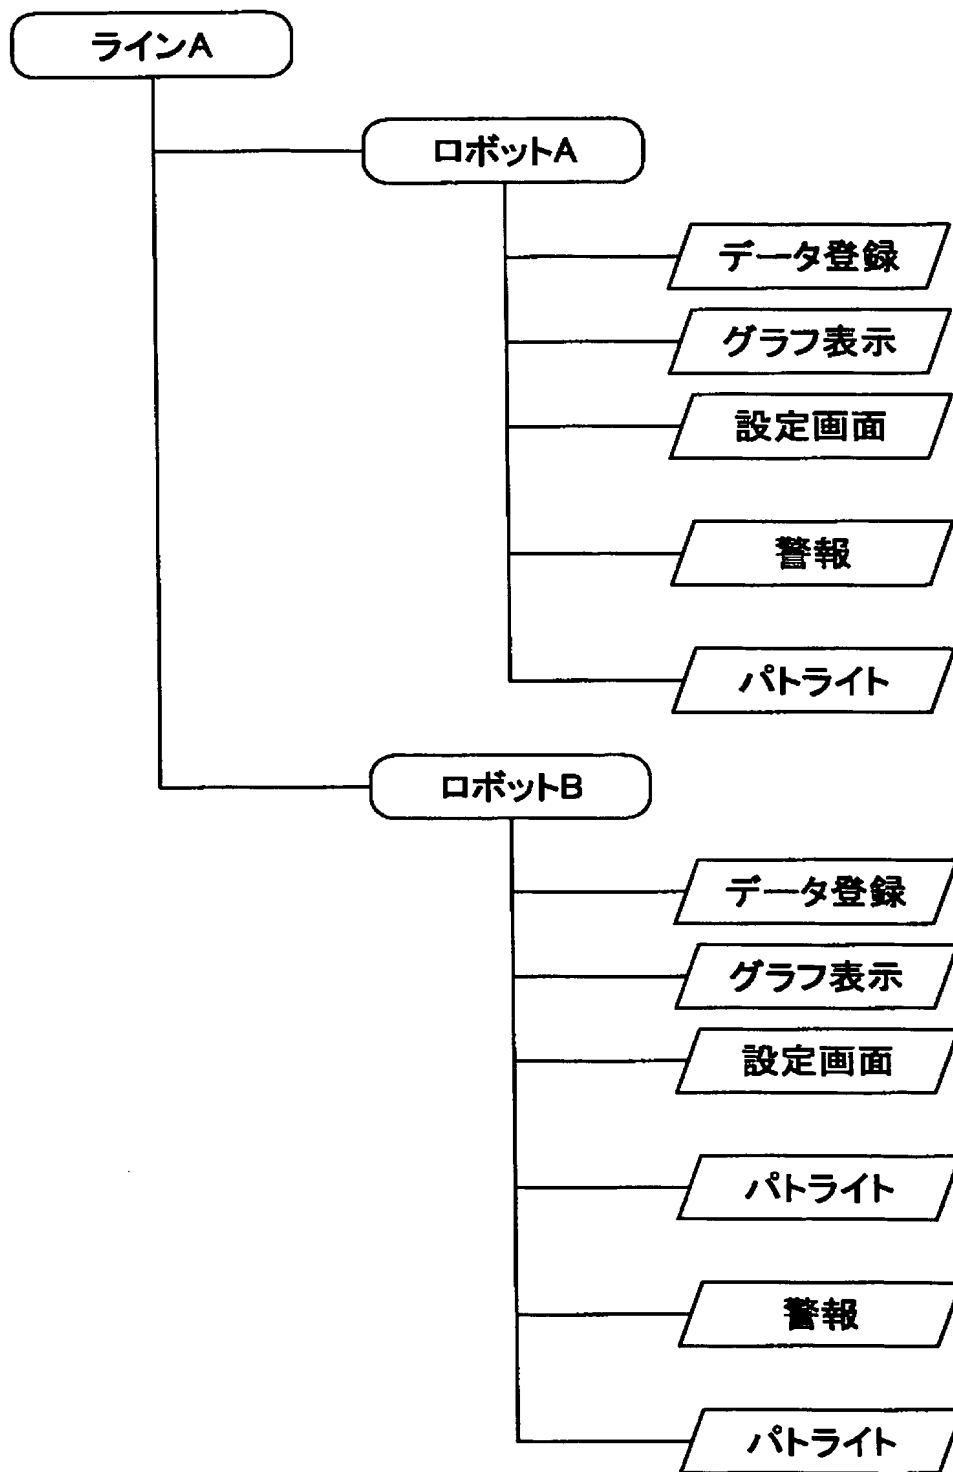 ラインA
ロボットA
データ登録
グラフ表示
設定画面
警報
パトライト
ロボットB
データ登録
グラフ表示
設定画面
パトライト
警報
パトライト